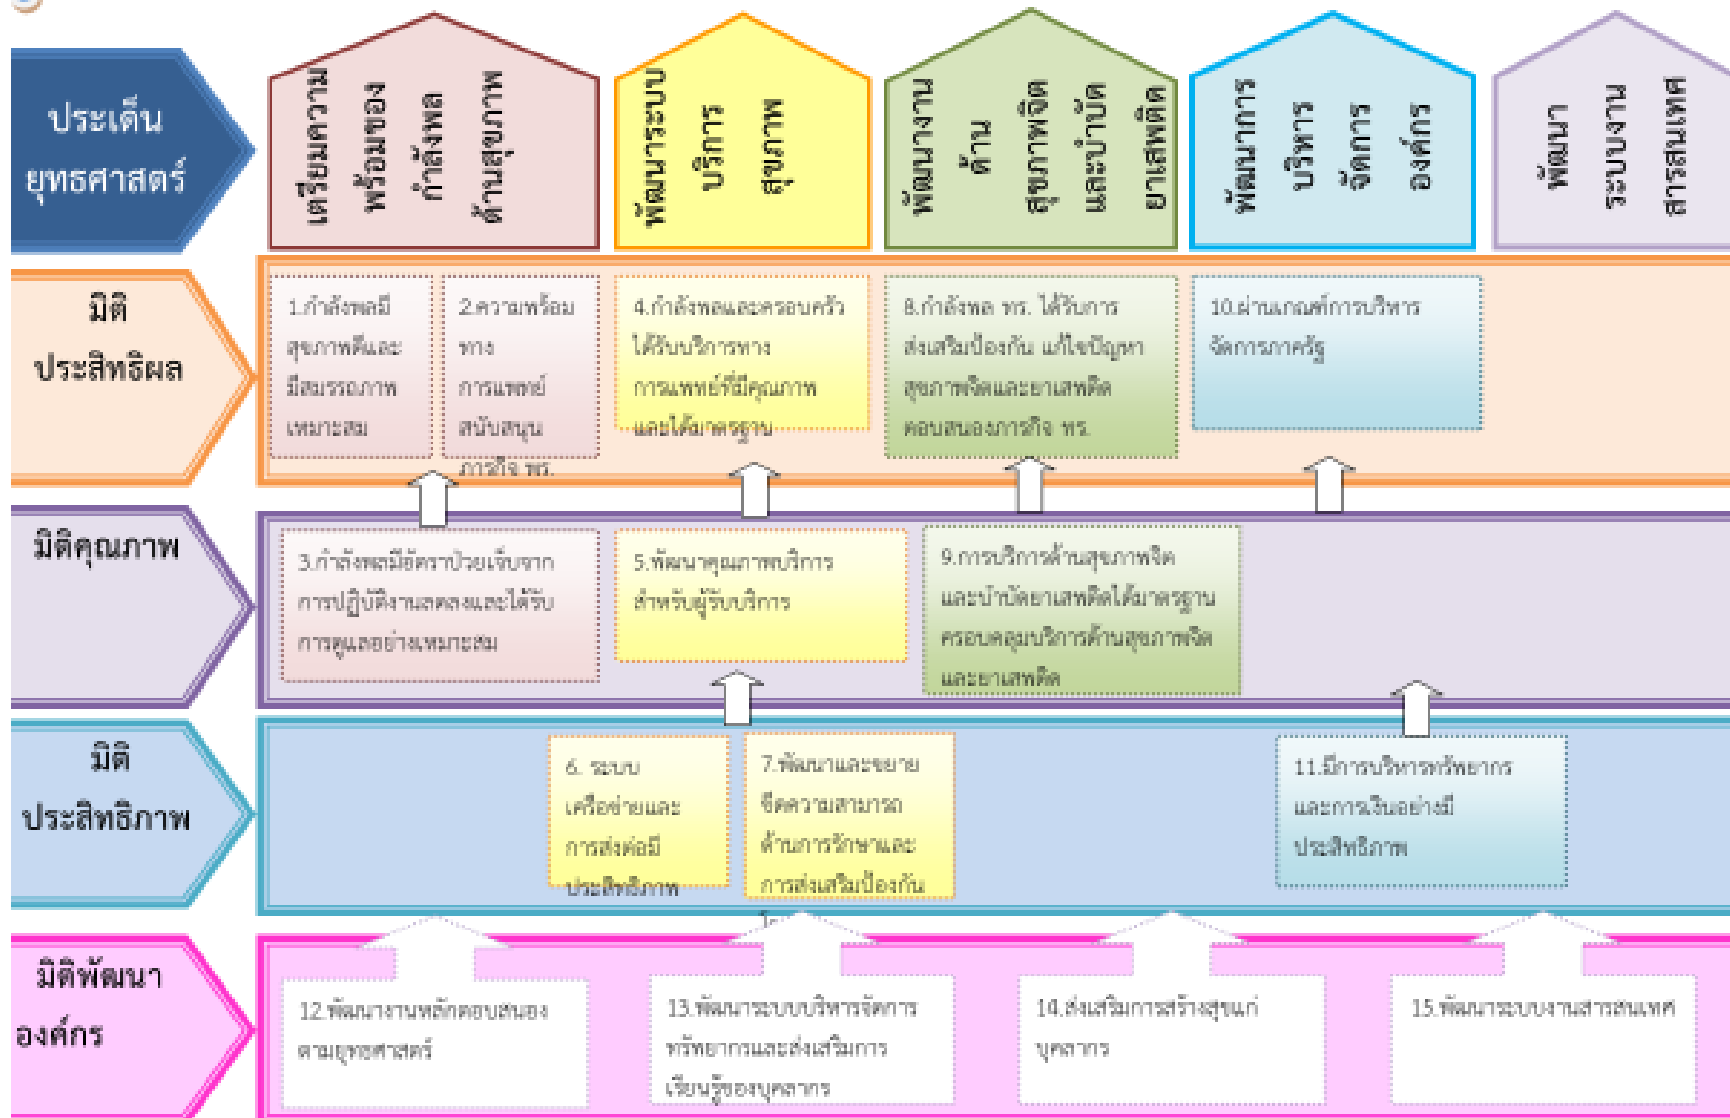 ประเด็น
ยุทธศาสตร์
เตรียมความ
พร้อมของ
กำลังพล
ด้านสุขภาพ
พัฒนาระบบ
บริการ
สุขภาพ
พัฒนางาน
ด้าน
สุขภาพจิต
และบำบัด
ยาเสพติด
พัฒนาการ
บริหาร
จัดการ
องค์กร
พัฒนา
ระบบงาน
สารสนเทศ
มิติ
ประสิทธิผล
1.กำลังพลมี
สุขภาพดีและ
มีสมรรถภาพ
เหมาะสม
2.ความพร้อม
ทาง
การแพทย์
สนับสนุน
ภารกิจ ทร.
4.กำลังพลและครอบครัว
ได้รับบริการทาง
การแพทย์ที่มีคุณภาพ
และได้มาตรฐาน
8.กำลังพล ทร. ได้รับการ
ส่งเสริมป้องกัน แก้ไขปัญหา
สุขภาพจิตและยาเสพติด
ตอบสนองภารกิจ ทร.
10.ผ่านเกณฑ์การบริหาร
จัดการภาครัฐ
มิติคุณภาพ
3.กำลังพลมีอัตราป่วยเจ็บจาก
การปฏิบัติงานลดลงและได้รับ
การดูแลอย่างเหมาะสม
5.พัฒนาคุณภาพบริการ
สำหรับผู้รับบริการ
9.การบริการด้านสุขภาพจิต
และบำบัดยาเสพติดได้มาตรฐาน
ครอบคลุมบริการด้านสุขภาพจิต
และยาเสพติด
มิติ
ประสิทธิภาพ
6. ระบบ
เครือข่ายและ
การส่งต่อมี
ประสิทธิภาพ
7.พัฒนาและขยาย
ขีดความสามารถ
ด้านการรักษาและ
การส่งเสริมป้องกัน
11.มีการบริหารทรัพยากร
และการเงินอย่างมี
ประสิทธิภาพ
มิติพัฒนา
องค์กร
12.พัฒนางานหลักตอบสนอง
ตามยุทธศาสตร์
13.พัฒนาระบบบริหารจัดการ
ทรัพยากรและส่งเสริมการ
เรียนรู้ของบุคลากร
14.ส่งเสริมการสร้างสุขแก่
บุคลากร
15.พัฒนาระบบงานสารสนเทศ